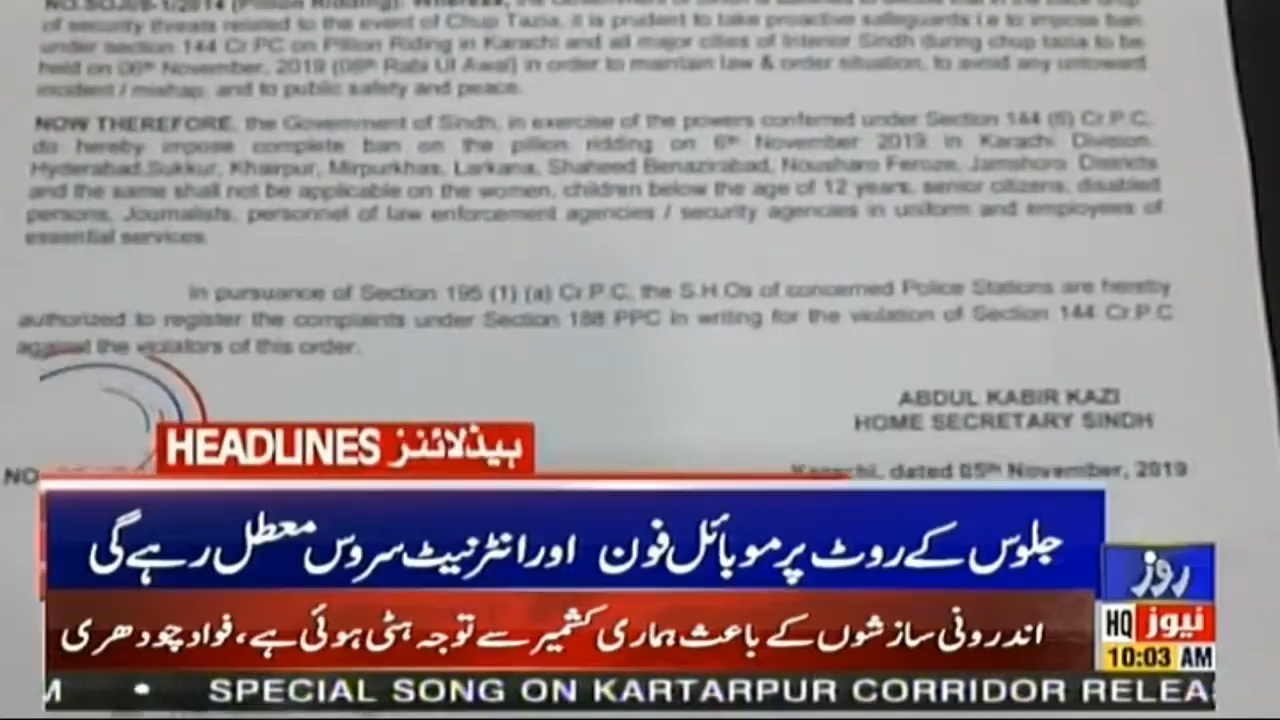 NO.SO.JI/8-1/2014 (Pillion Ridding):
of security threats related to the event of Chup Tazia, it is prudent to take proactive safeguards i.e to impose ban
under section 144 Cr.PC on Pillion Riding in Karachi and all major cities of Interior Sindh during chup tazia to be
held on 06th November, 2019 (08th Rabi Ul Awal) in order to maintain law & order situation, to avoid any untoward
incident / mishap, and to public safety and peace.
NOW THEREFORE, the Government of Sindh, in exercise of the powers conferred under Section 144 (6) Cr.P.C,
do hereby impose complete ban on the pillion ridding on 6th November 2019 in Karachi Division,
Hyderabad,Sukkur, Khairpur, Mirpurkhas, Larkana, Shaheed Benazirabad, Nousharo Feroze, Jamshoro Districts
and the same shall not be applicable on the women, children below the age of 12 years, senior citizens, disabled
persons, Journalists, personnel of law enforcement agencies / security agencies in uniform and employees of
essential services.
In pursuance of Section 195 (1) (a) Cr.P.C, the S.H.Os of concerned Police Stations are hereby
authorized to register the complaints under Section 188 PPC in writing for the violation of Section 144 Cr.P.C
against the violators of this order.
ABDUL KABIR KAZI
HOME SECRETARY SINDH
NO
Karachi, dated 05th November, 2019
HEADLINES ہیڈلائنز
جلوس کے روٹ پر موبائل فون اور انٹرنیٹ سروس معطل رہے گی
روز
اندرونی سازشوں کے باعث ہماری کشمیر سے توجہ ہٹی ہوئی ہے، فواد چودھری
HQ نیوز
10:03 AM
M • SPECIAL SONG ON KARTARPUR CORRIDOR RELEA